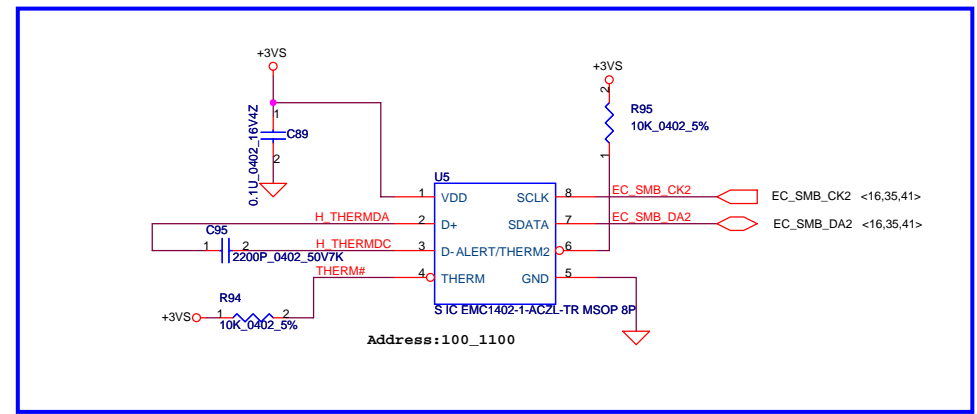 +3VS
+3VS
2
R95
10K_0402_5%
1
1
C89
2
0.1U_0402_16V4Z
U5
1 VDD SCLK 8 EC_SMB_CK2 EC_SMB_CK2 <16,35,41>
H_THERMDA 2 D+ SDATA 7 EC_SMB_DA2 EC_SMB_DA2 <16,35,41>
C95
1 2 H_THERMDC 3 D- ALERT/THERM2 6
2200P_0402_50V7K
THERM# 4 THERM GND 5
R94
+3VS 1 2
10K_0402_5%
S IC EMC1402-1-ACZL-TR MSOP 8P
Address:100_1100